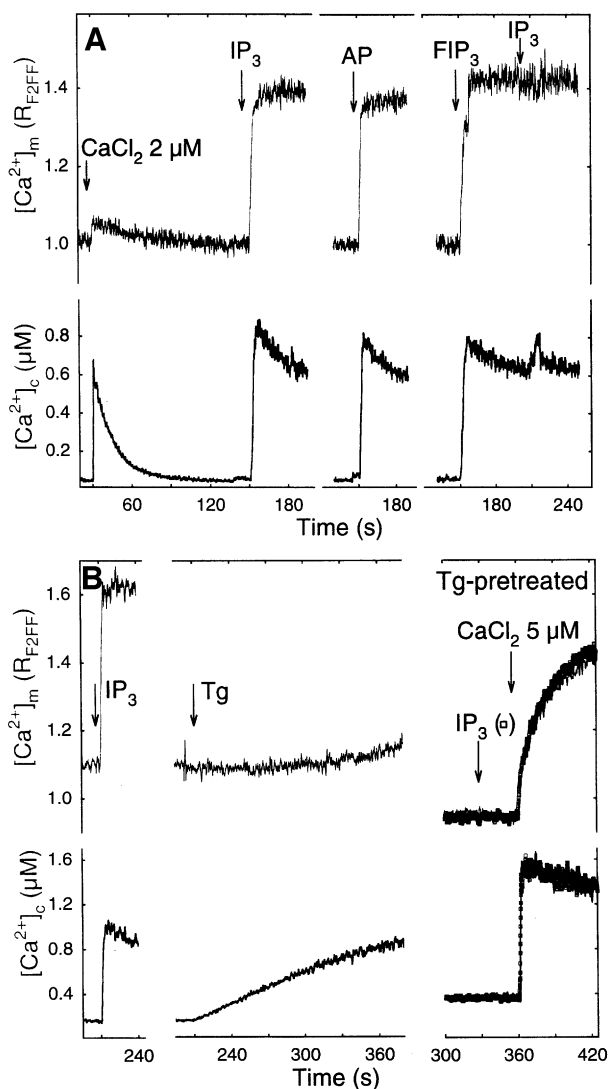 A
IP₃
AP
FIP₃
IP₃
CaCl₂ 2 µM
[Ca²⁺]ₘ (R_F2FF)
1.4
1.2
1.0
[Ca²⁺]c (µM)
0.8
0.6
0.4
0.2
60 120 180 180 180 240
Time (s)
B
Tg-pretreated
CaCl₂ 5 µM
IP₃
Tg
IP₃ (¤)
[Ca²⁺]ₘ (R_F2FF)
1.6
1.4
1.2
1.0
[Ca²⁺]c (µM)
1.6
1.2
0.8
0.4
240 240 300 360 300 360 420
Time (s)